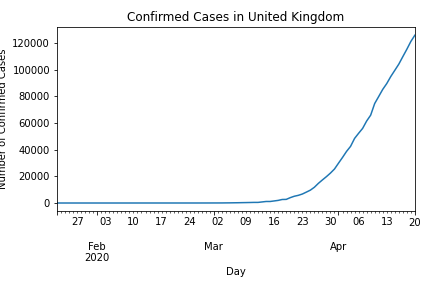 Confirmed Cases in United Kingdom
Number of Confirmed Cases
120000
100000
80000
60000
40000
20000
0
27 03 10 17 24 02 09 16 23 30 06 13 20
Feb Mar Apr
2020
Day